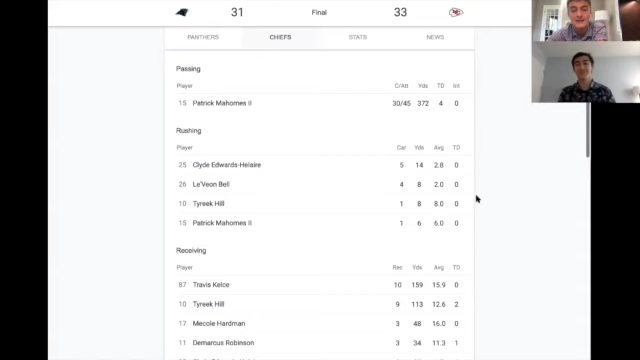 31 Final 33
PANTHERS CHEFS STATS NEWS
Passing
Player C/Att Yds TD Int
15 Patrick Mahomes II 30/45 372 4 0
Rushing
Player Car Yds Avg TD
25 Clyde Edwards-Helaire 5 14 2.8 0
26 Le'Veon Bell 4 8 2.0 0
10 Tyreek Hill 1 8 8.0 0
15 Patrick Mahomes II 1 6 6.0 0
Receiving
Player Rec Yds Avg TD
87 Travis Kelce 10 159 15.9 0
10 Tyreek Hill 9 113 12.6 2
17 Mecole Hardman 3 48 16.0 0
11 Demarcus Robinson 3 34 11.3 1